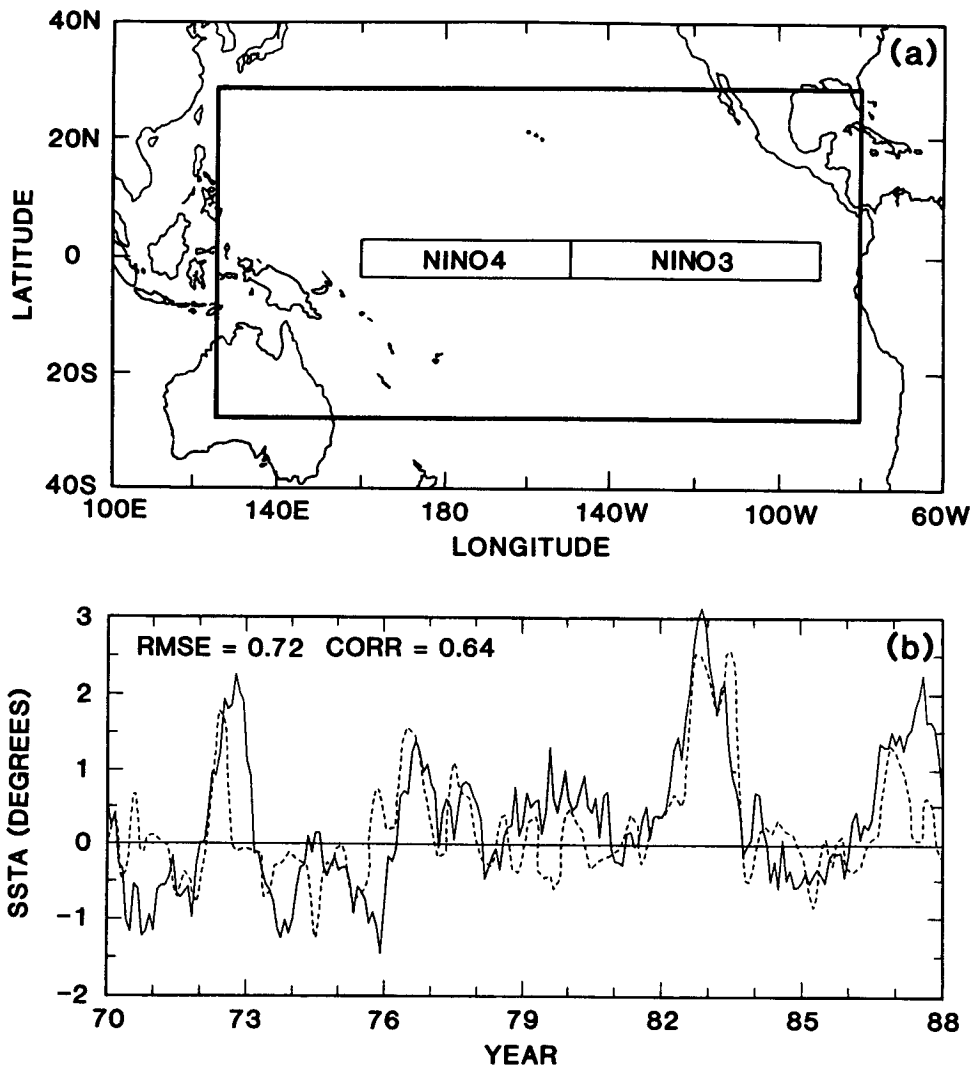 40N
(a)
20N
LATITUDE
0
NINO4
NINO3
20S
40S
100E
140E
180
140W
100W
60W
LONGITUDE
3
RMSE = 0.72 CORR = 0.64
(b)
2
1
0
-1
-2
SSTA (DEGREES)
70
73
76
79
82
85
88
YEAR